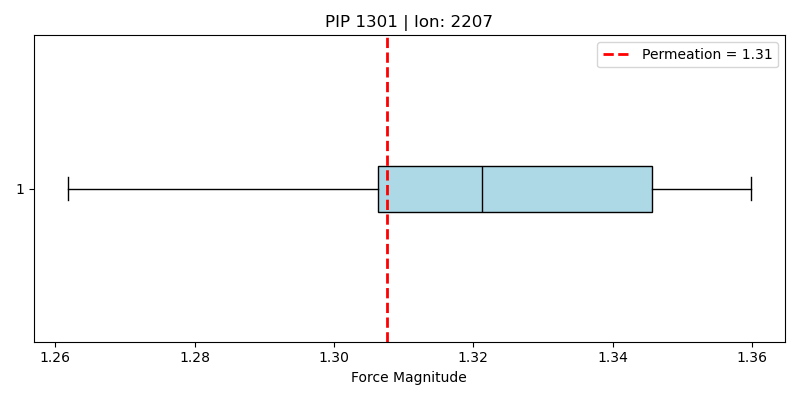 PIP 1301 | Ion: 2207
Permeation = 1.31
1
1.26 1.28 1.30 1.32 1.34 1.36
Force Magnitude